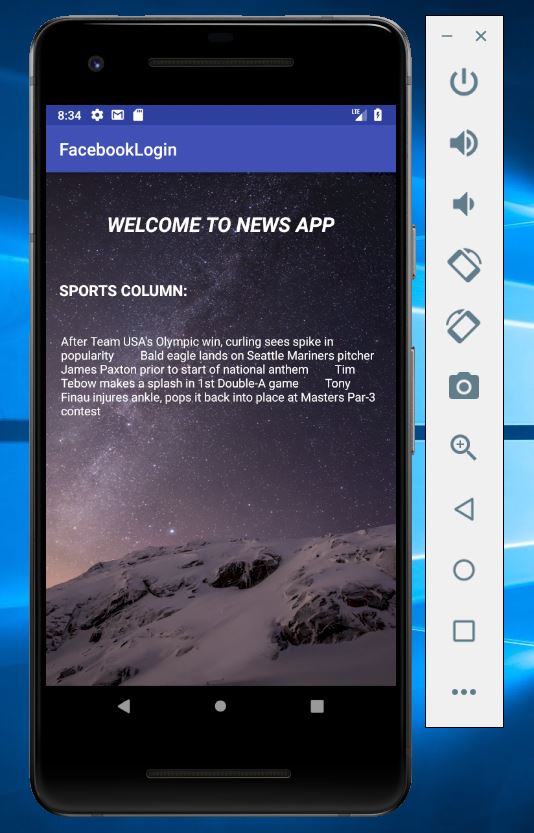 8:34 LTE
FacebookLogin
WELCOME TO NEWS APP
SPORTS COLUMN:
After Team USA's Olympic win, curling sees spike in
popularity Bald eagle lands on Seattle Mariners pitcher
James Paxton prior to start of national anthem Tim
Tebow makes a splash in 1st Double-A game Tony
Finau injures ankle, pops it back into place at Masters Par-3
contest